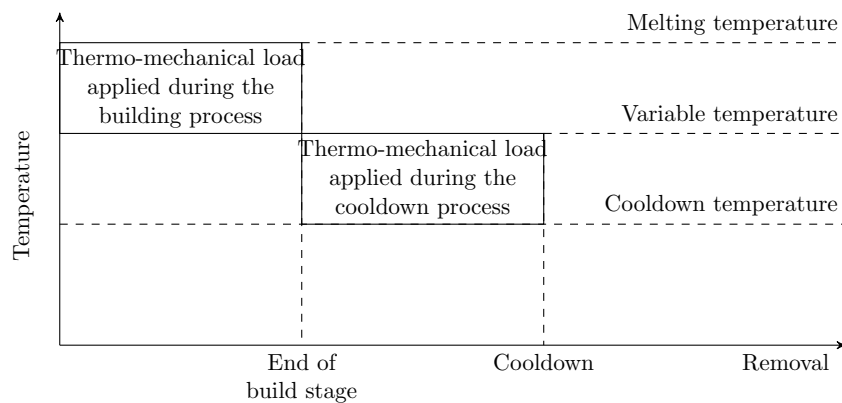 Melting temperature
Thermo-mechanical load
applied during the
building process
Variable temperature
Thermo-mechanical load
applied during the
cooldown process
Cooldown temperature
Temperature
End of
build stage
Cooldown
Removal